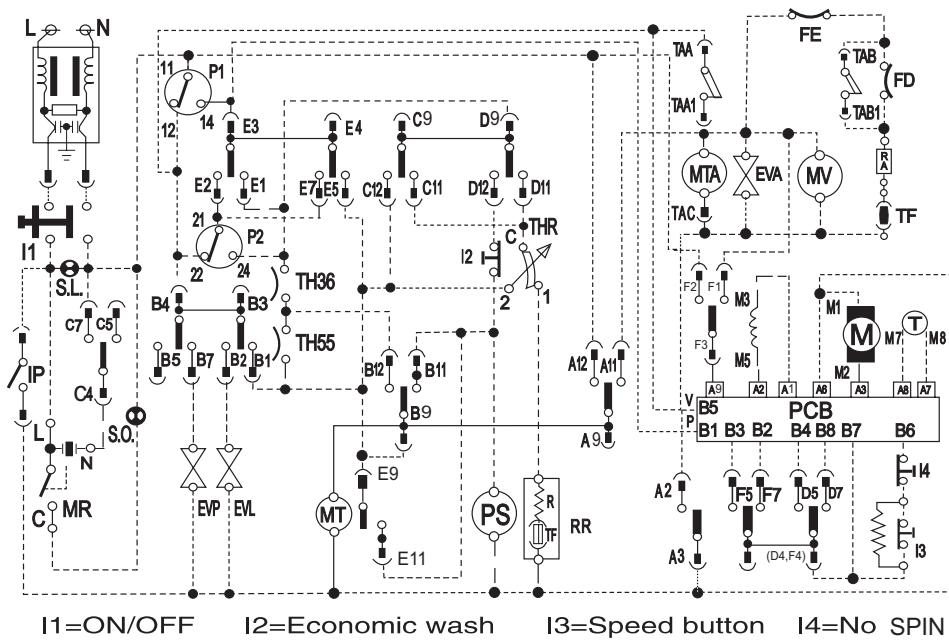 L N
FE
TAA
TAB
FD
11 P1
TAA1
TAB1
12 14
E3 E4 C9 D9
RA
MTA EVA MV
E2 E1 E7 E5 C12 C11 D12 D11
TAC TF
21
I1 P2 I2 C THR
22 24
S.L. TH36 2 1
F2 F1 M3 M1
B4 B3
C7 C5 M T
M7 M8
IP B5 B7 B2 B1 TH55 B12 B11 A12 A11 F3 M5 M2
C4 A9 A2 A1 A6 A3 A8 A7
B9 V B5 PCB
L S.O. A9 P B1 B3 B2 B4 B8 B7 B6
N E9 I4
A2 F5 F7 D5 D7
C MR EVP EVL MT PS R RR
TF I3
E11 A3 (D4,F4)
I1=ON/OFF I2=Economic wash I3=Speed button I4=No SPIN